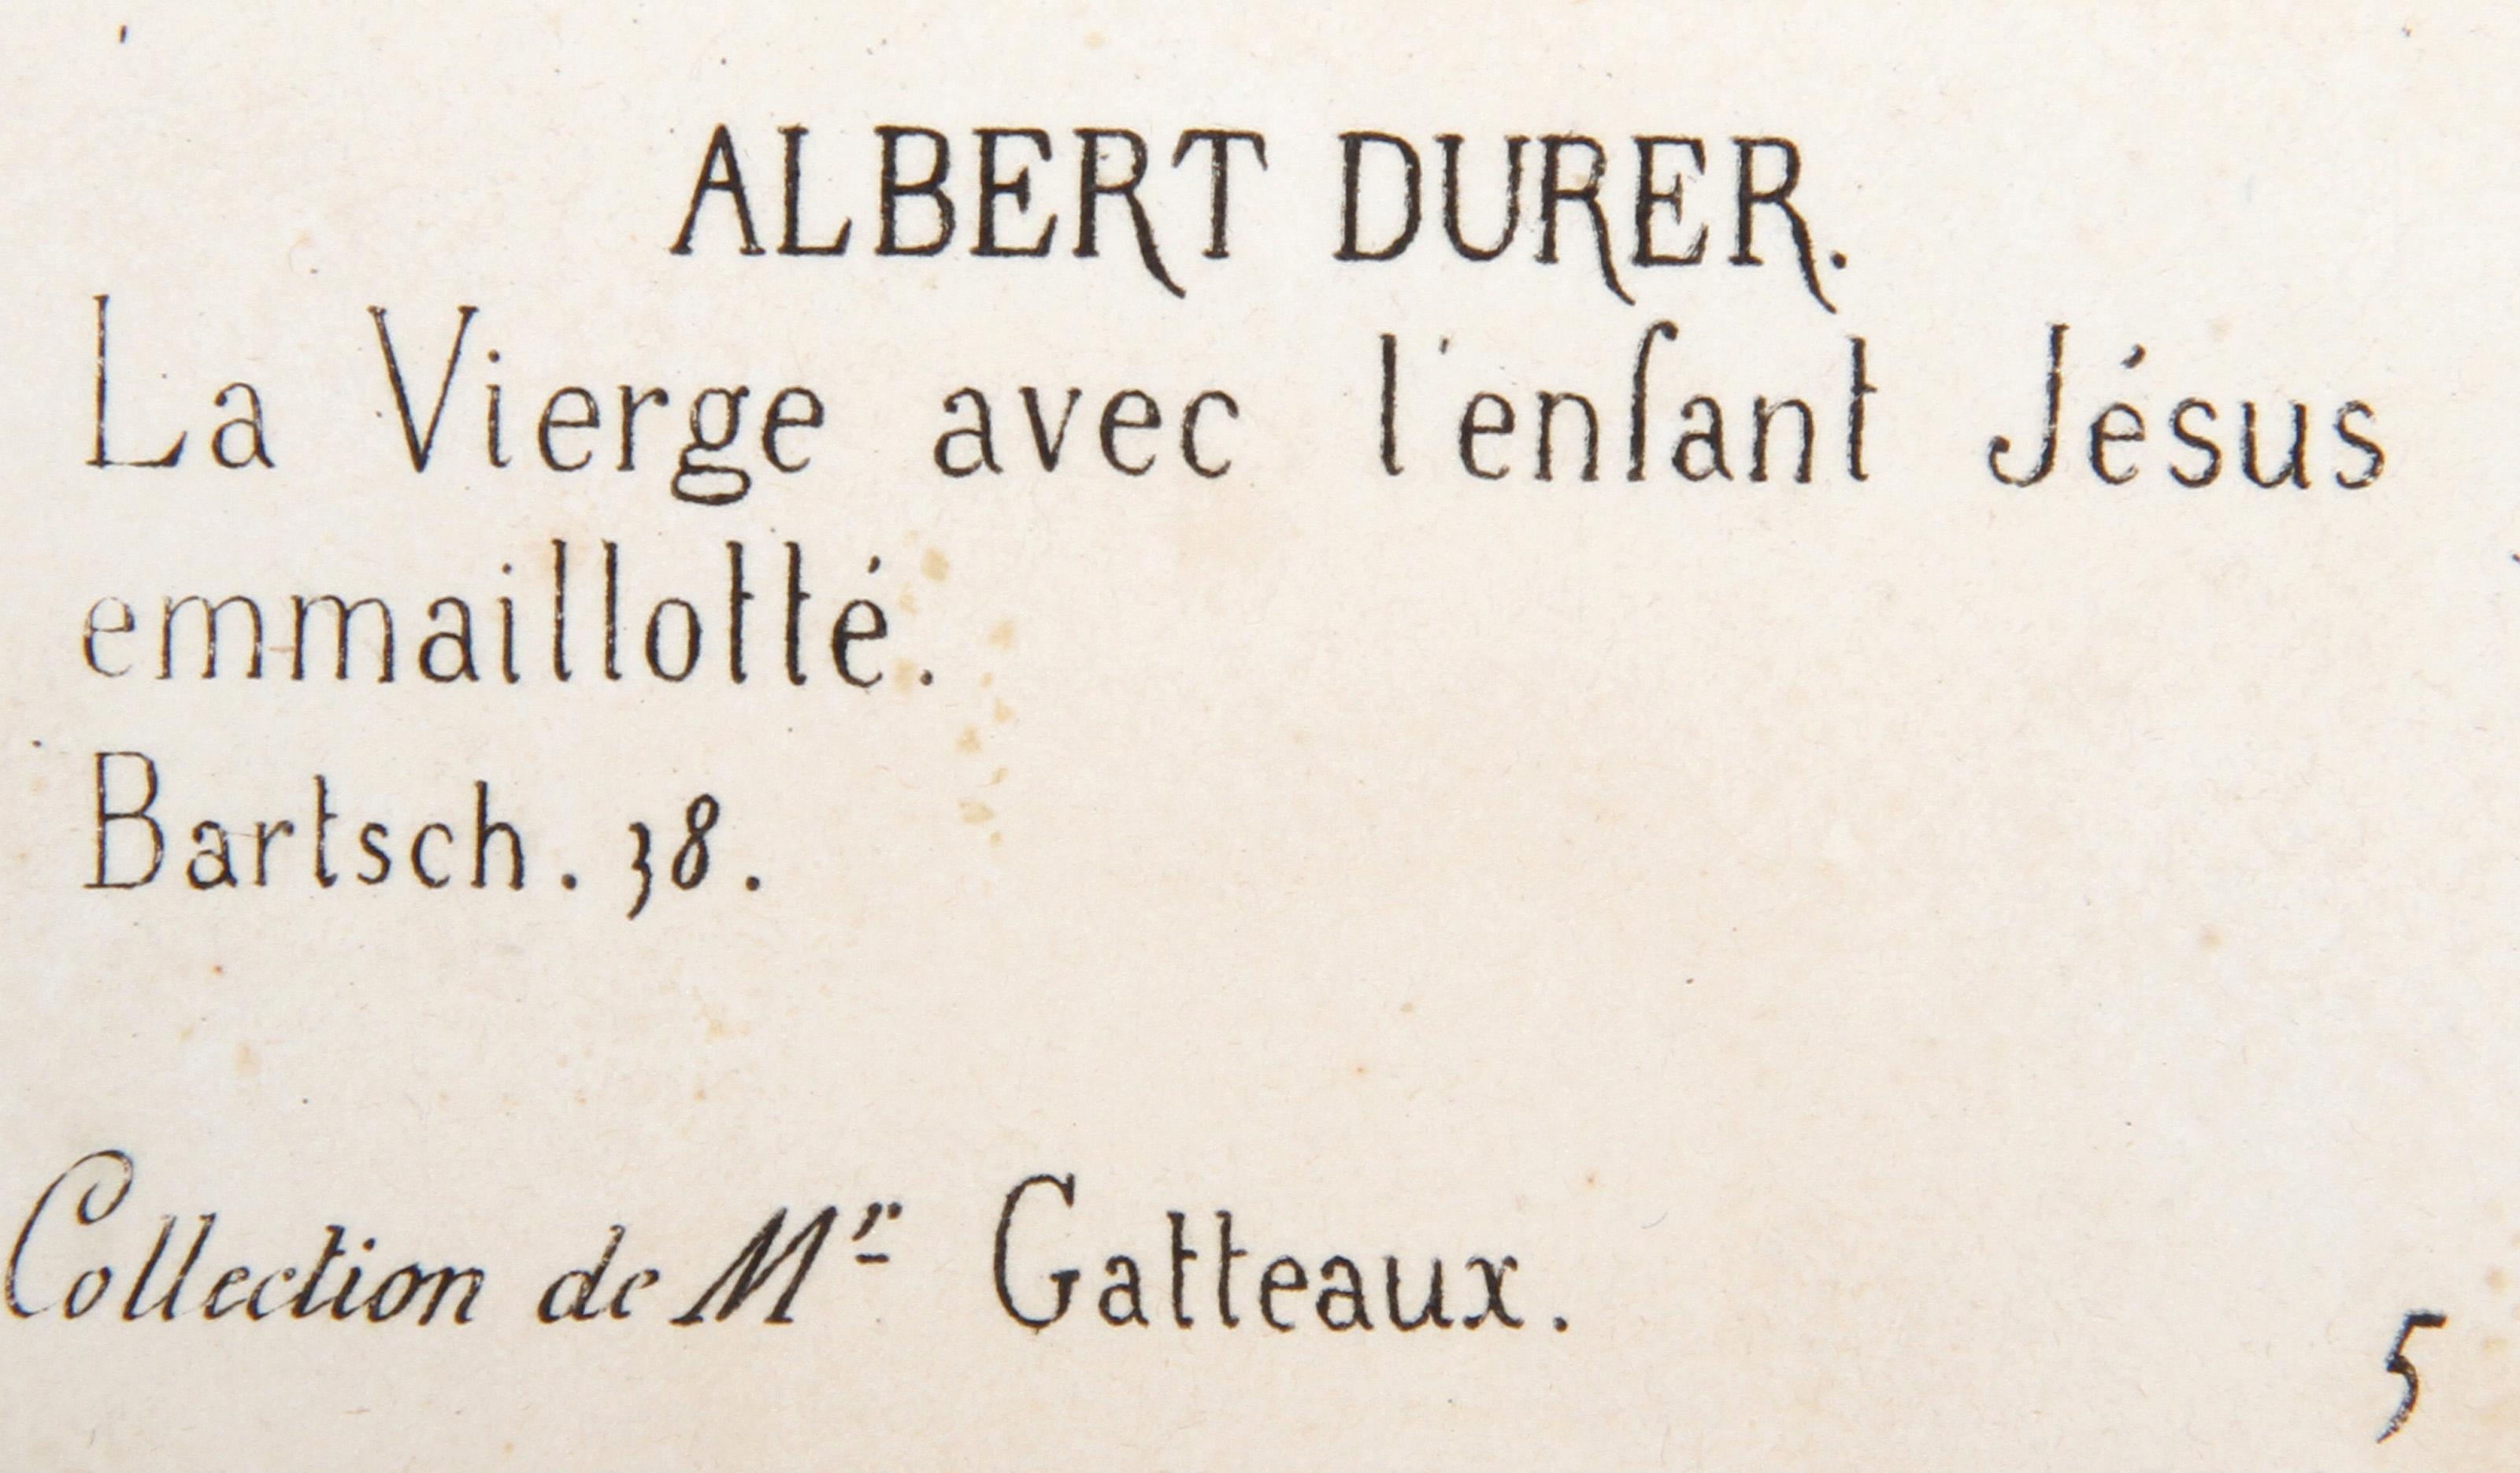 ALBERT DURER.
La Vierge avec l'enfant Jésus
emmaillotté.
Bartsch. 38.
Collection de Mr Gatteaux.
5